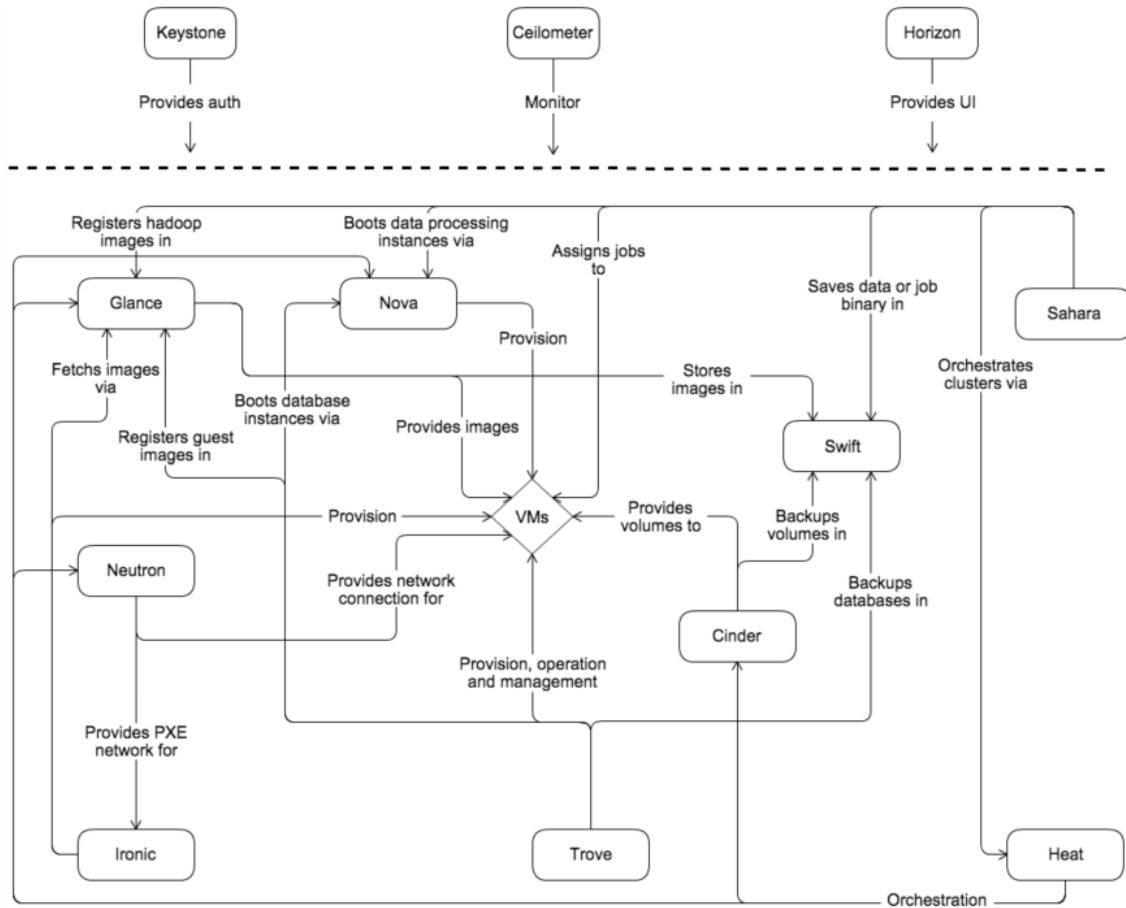 Keystone
Ceilometer
Horizon
Provides auth
Monitor
Provides UI
Registers hadoop
images in
Boots data processing
instances via
Assigns jobs
to
Saves data or job
binary in
Glance
Nova
Sahara
Provision
Fetchs images
via
Stores
images in
Orchestrates
clusters via
Boots database
instances via
Provides images
Registers guest
images in
Swift
Provision
VMs
Provides
volumes to
Backups
volumes in
Neutron
Provides network
connection for
Backups
databases in
Cinder
Provision, operation
and management
Provides PXE
network for
Ironic
Trove
Heat
Orchestration